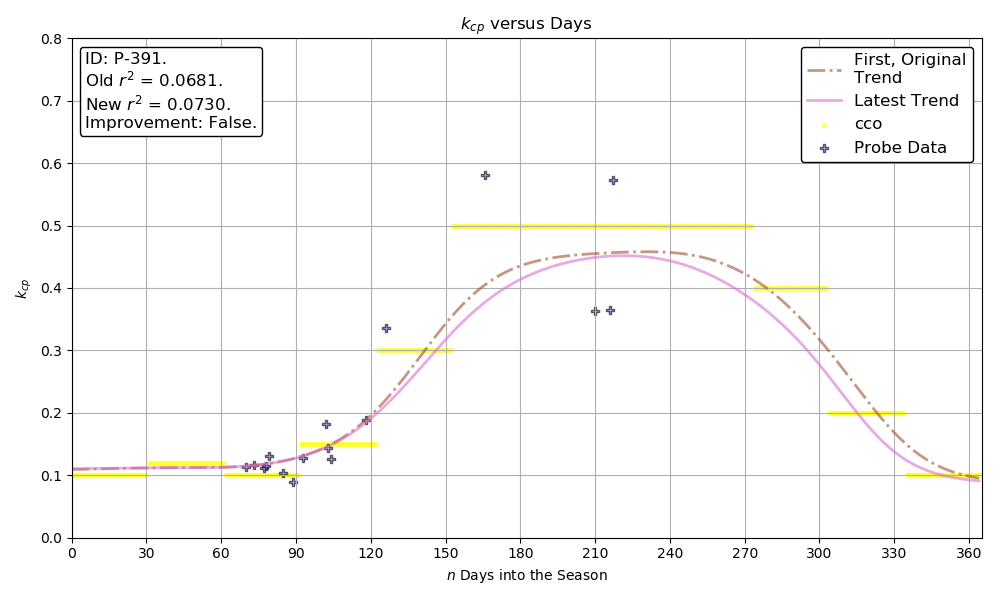 k_cp versus Days
ID: P-391.
Old r² = 0.0681.
New r² = 0.0730.
Improvement: False.
First, Original
Trend
Latest Trend
cco
Probe Data
k_cp
0.8
0.7
0.6
0.5
0.4
0.3
0.2
0.1
0.0
0 30 60 90 120 150 180 210 240 270 300 330 360
n Days into the Season